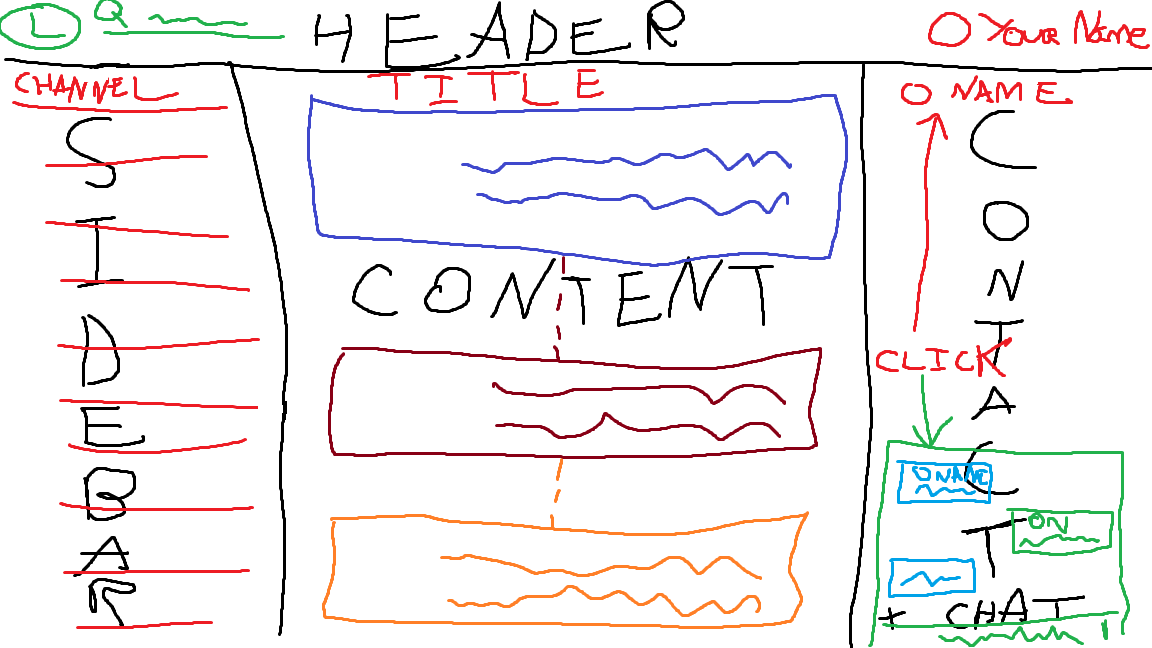 L Q HEADER O Your Name
CHANNEL
TITLE
O NAME
SIDEBAR
CONTENT
CONTACT
CLICK
O NAME
ON
+ CHAT